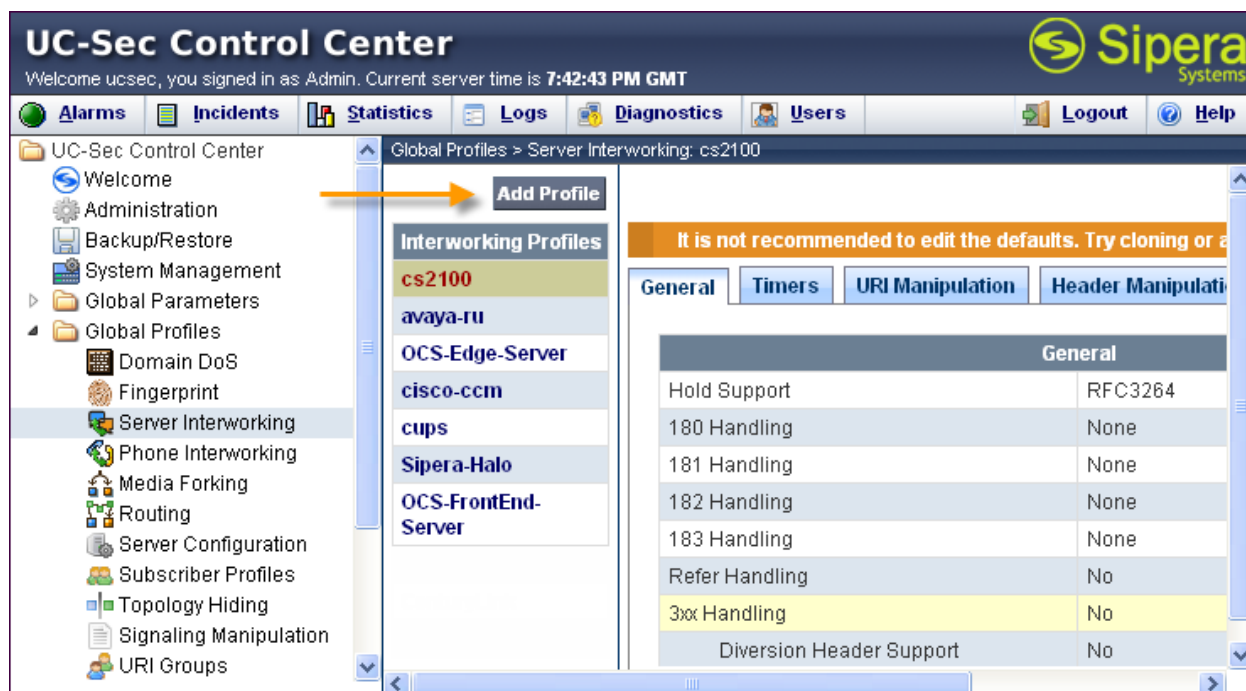 UC-Sec Control Center
Welcome ucsec, you signed in as Admin. Current server time is 7:42:43 PM GMT
Sipera
Systems
Alarms Incidents Statistics Logs Diagnostics Users Logout Help
UC-Sec Control Center
Welcome
Administration
Backup/Restore
System Management
Global Parameters
Global Profiles
Domain DoS
Fingerprint
Server Interworking
Phone Interworking
Media Forking
Routing
Server Configuration
Subscriber Profiles
Topology Hiding
Signaling Manipulation
URI Groups
Global Profiles > Server Interworking: cs2100
Add Profile
Interworking Profiles
cs2100
avaya-ru
OCS-Edge-Server
cisco-ccm
cups
Sipera-Halo
OCS-FrontEnd-
Server
It is not recommended to edit the defaults. Try cloning or a
General Timers URI Manipulation Header Manipulati
General
Hold Support RFC3264
180 Handling None
181 Handling None
182 Handling None
183 Handling None
Refer Handling No
3xx Handling No
Diversion Header Support No